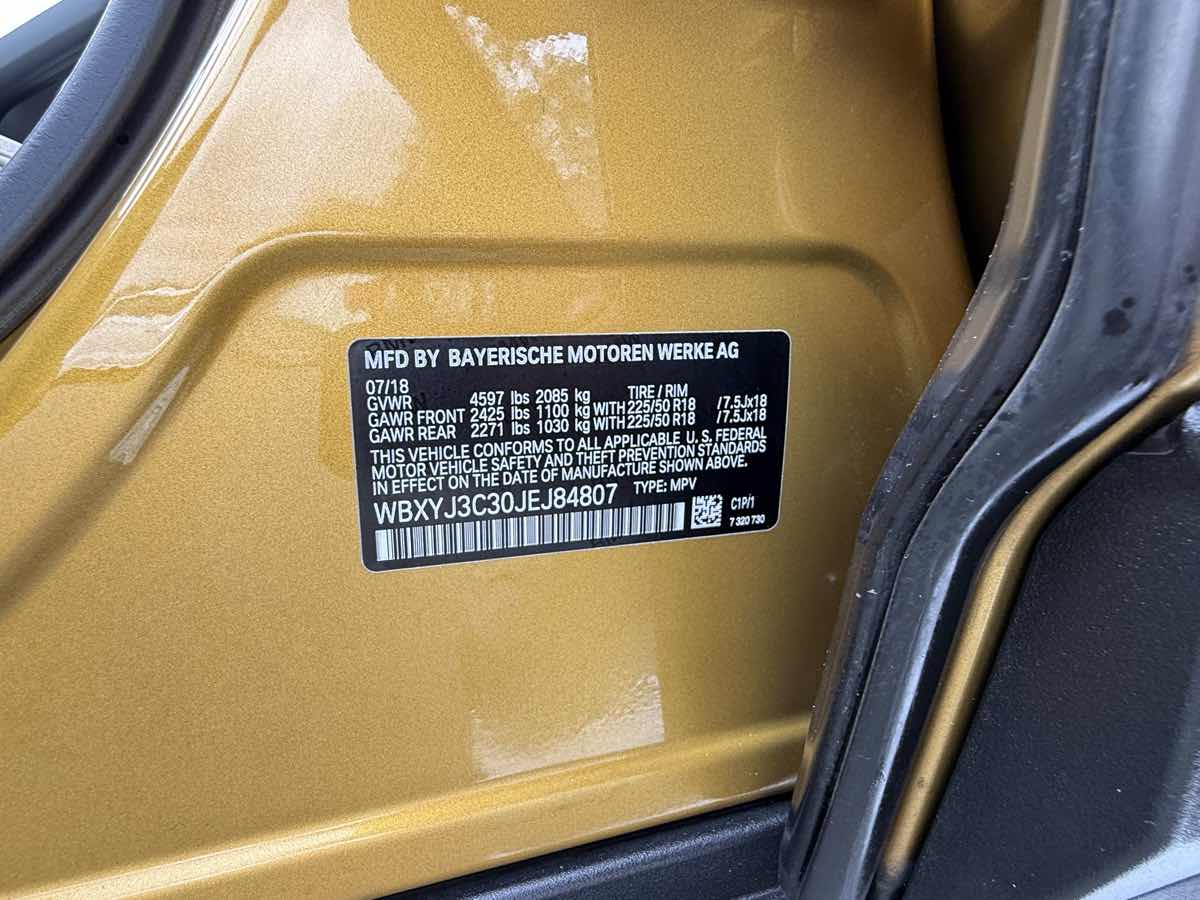 MFD BY BAYERISCHE MOTOREN WERKE AG
07/18
GVWR 4597 lbs 2085 kg TIRE / RIM
GAWR FRONT 2425 lbs 1100 kg WITH 225/50 R18 /7.5Jx18
GAWR REAR 2271 lbs 1030 kg WITH 225/50 R18 /7.5Jx18
THIS VEHICLE CONFORMS TO ALL APPLICABLE U. S. FEDERAL
MOTOR VEHICLE SAFETY AND THEFT PREVENTION STANDARDS
IN EFFECT ON THE DATE OF MANUFACTURE SHOWN ABOVE.
WBXYJ3C30JEJ84807 TYPE: MPV
C1P/1
7 320 730